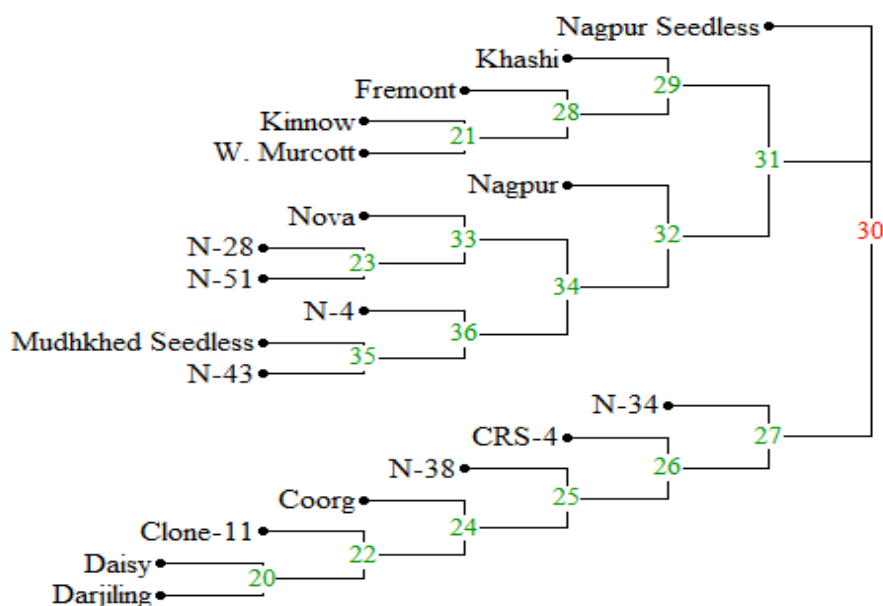 Nagpur Seedless
Khashi
29
Fremont
28
Kinnow
21
W. Murcott
31
Nagpur
Nova
33
32
30
N-28
23
N-51
34
N-4
36
Mudhkhed Seedless
35
N-43
N-34
27
CRS-4
26
N-38
25
Coorg
24
Clone-11
22
Daisy
20
Darjiling